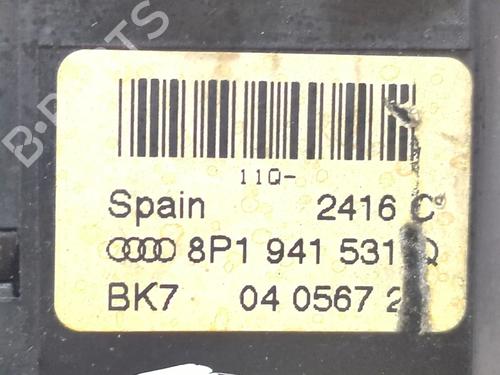 B-PARTS
11Q-
Spain 2416 C
8P1 941 531 Q
BK7 04 0567 2